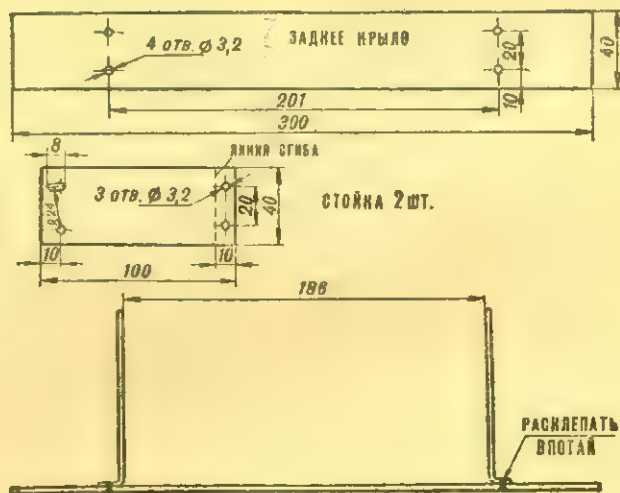 ЗАДНЕЕ КРЫЛО
4 отв. ϕ 3,2
20
40
10
201
300
8
ЛИНИЯ СГИБА
3 отв. ϕ 3,2
СТОЙКА 2 ШТ.
R24
20
40
10
10
100
186
РАСКЛЕПАТЬ
ВПОТАЙ